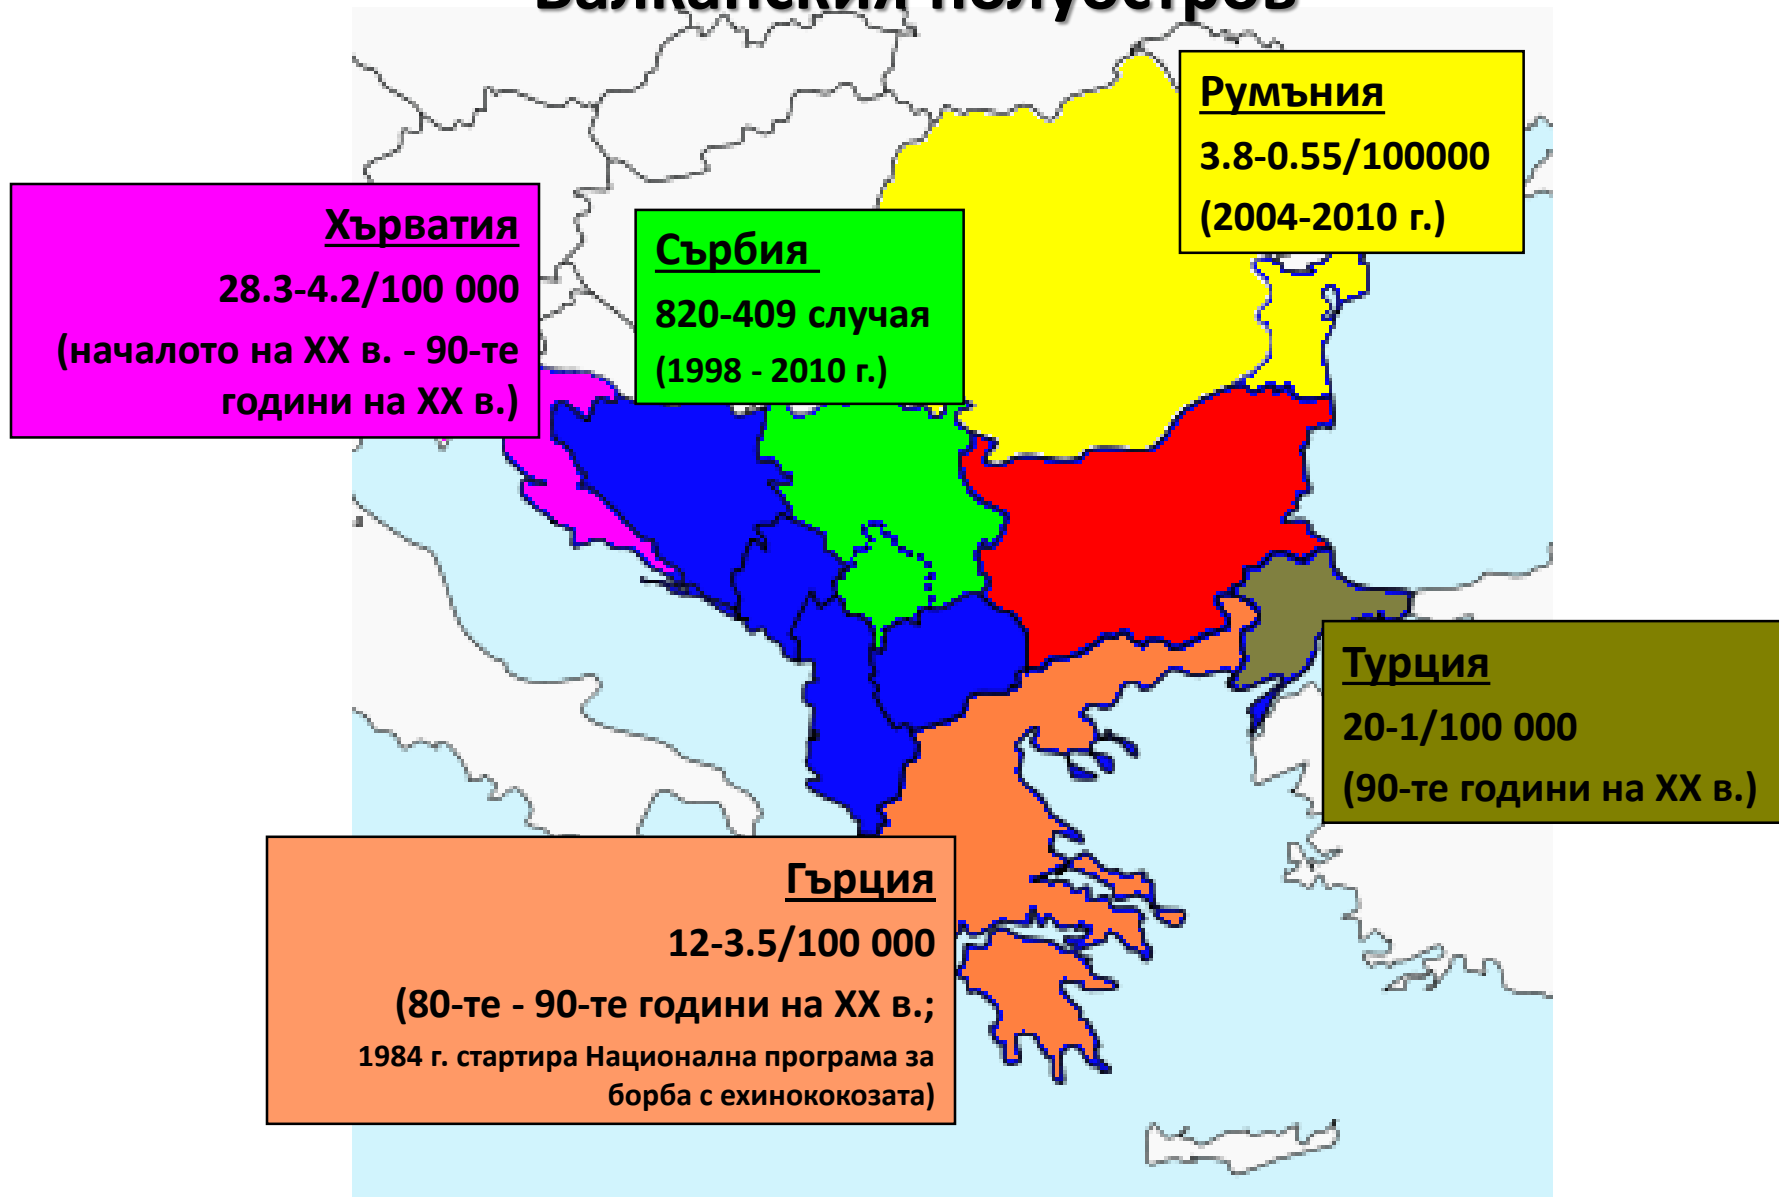 Балканския полуостров
Румъния
3.8-0.55/100000
(2004-2010 г.)
Хърватия
28.3-4.2/100 000
(началото на XX в. - 90-те
години на XX в.)
Сърбия
820-409 случая
(1998 - 2010 г.)
Турция
20-1/100 000
(90-те години на XX в.)
Гърция
12-3.5/100 000
(80-те - 90-те години на XX в.;
1984 г. стартира Национална програма за
борба с ехинококозата)